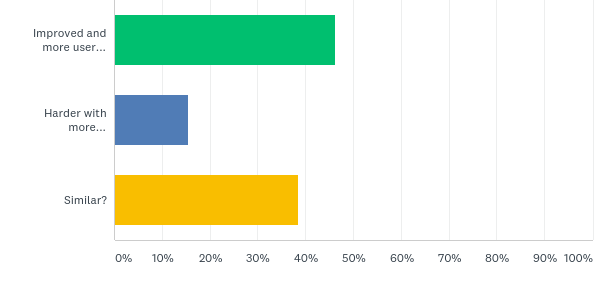 Improved and
more user...
Harder with
more...
Similar?
0% 10% 20% 30% 40% 50% 60% 70% 80% 90% 100%